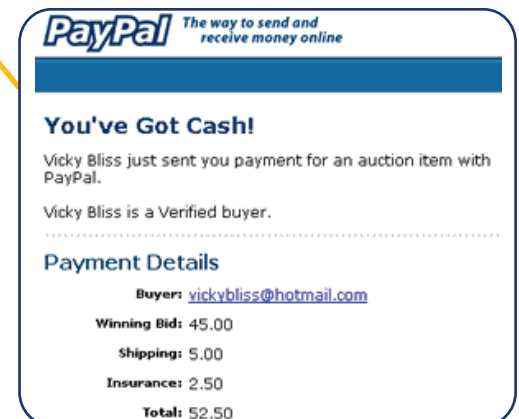 PayPal The way to send and
receive money online
You've Got Cash!
Vicky Bliss just sent you payment for an auction item with
PayPal.
Vicky Bliss is a Verified buyer.
Payment Details
Buyer: vickybliss@hotmail.com
Winning Bid: 45.00
Shipping: 5.00
Insurance: 2.50
Total: 52.50